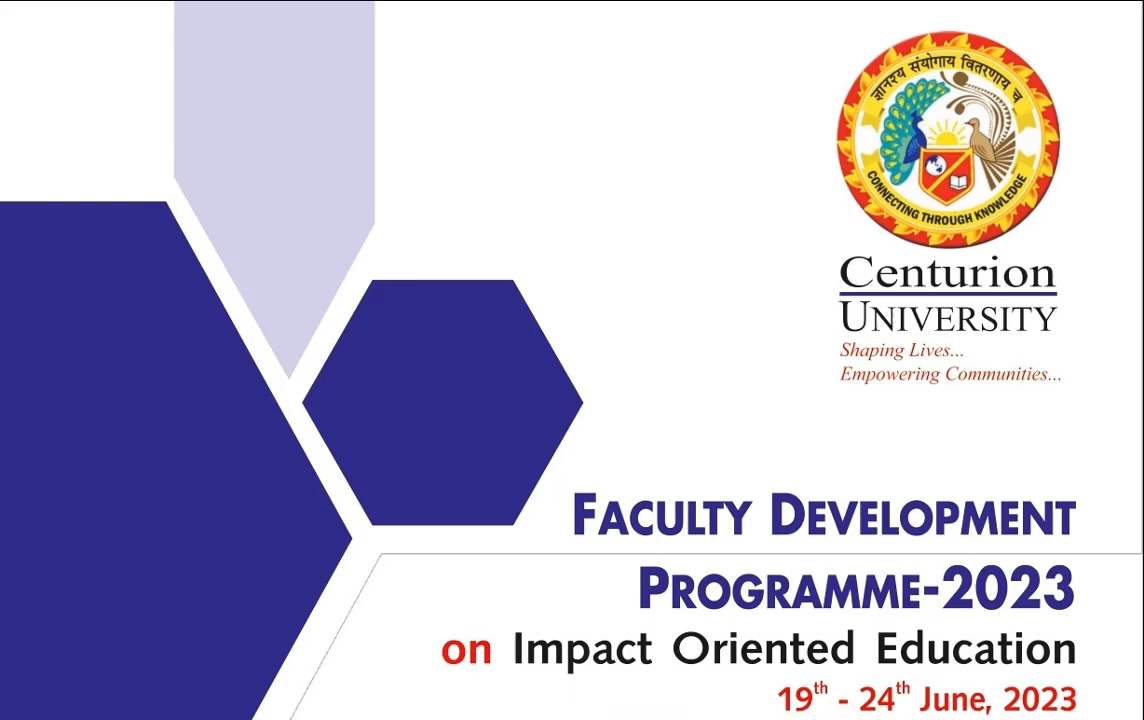 ज्ञानश्य संयोगाय वितरणाय च
CONNECTING THROUGH KNOWLEDGE
Centurion
UNIVERSITY
Shaping Lives...
Empowering Communities...
FACULTY DEVELOPMENT
PROGRAMME-2023
on Impact Oriented Education
19th - 24th June, 2023